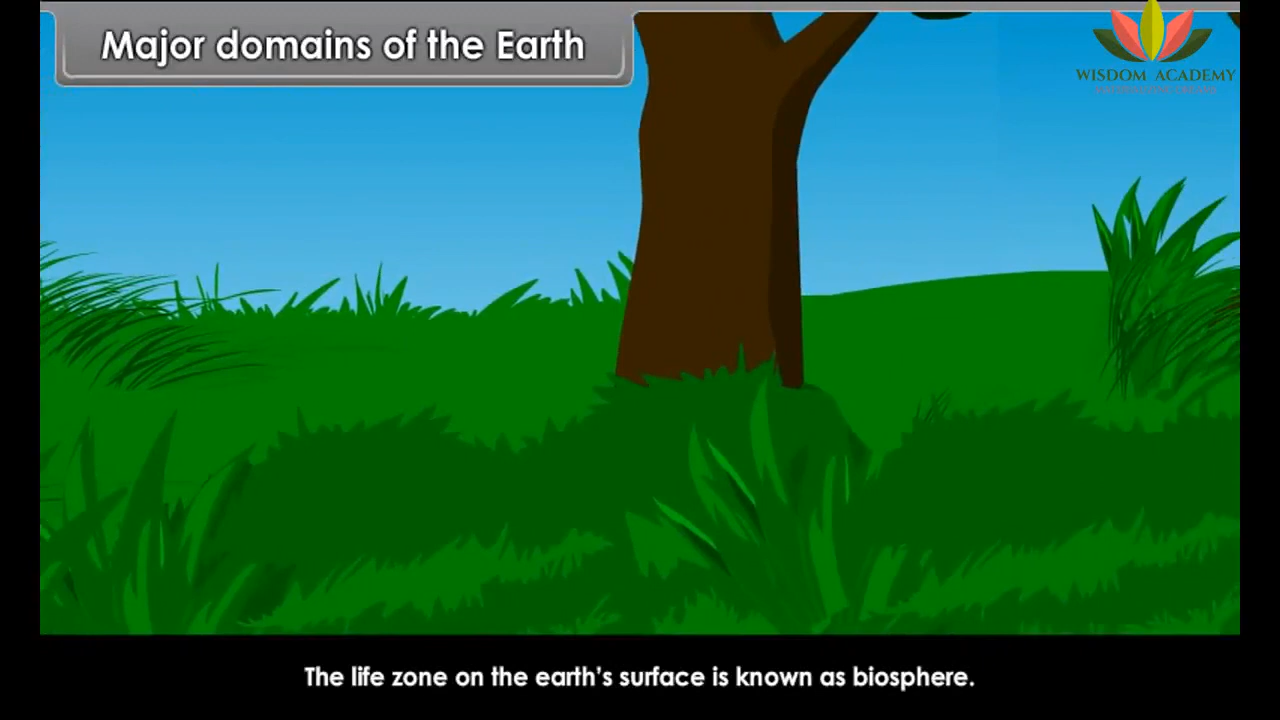 Major domains of the Earth
WISDOM ACADEMY
The life zone on the earth's surface is known as biosphere.